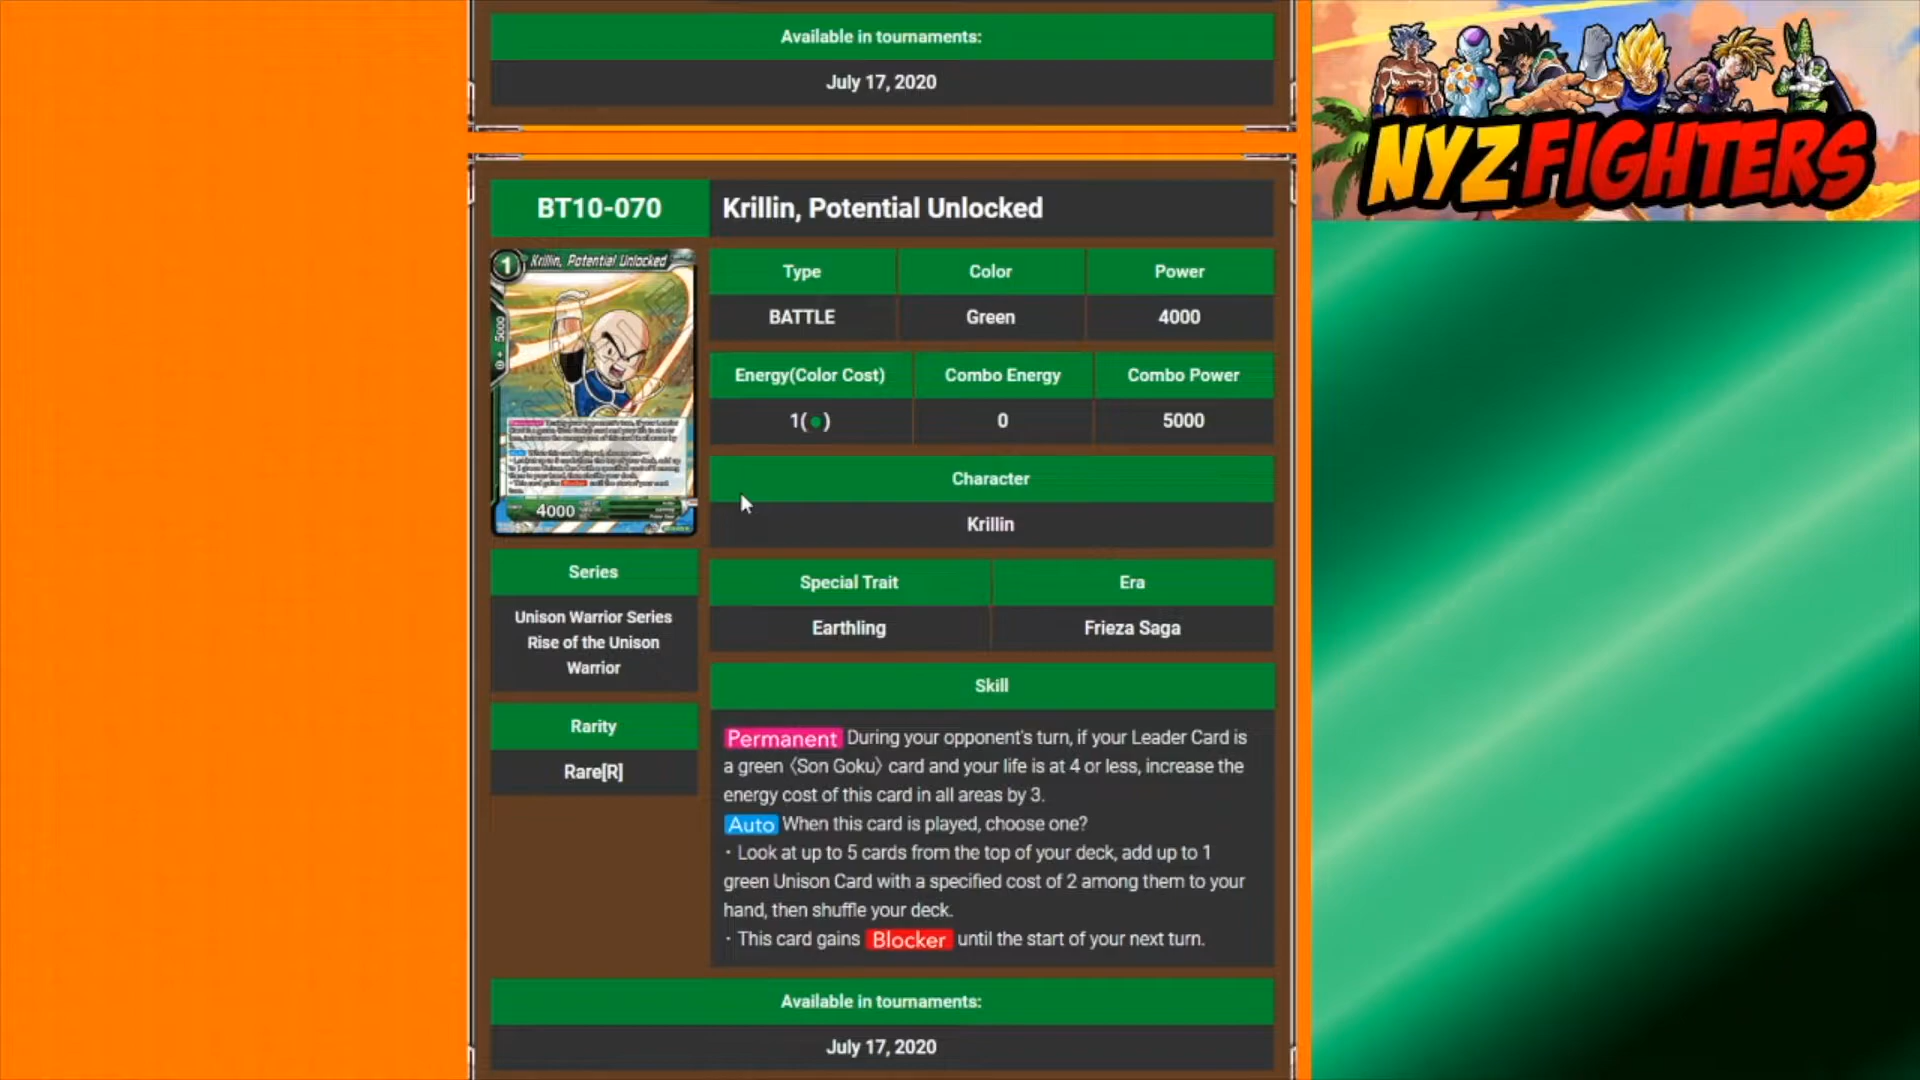 Available in tournaments:
July 17, 2020
NYZ FIGHTERS
BT10-070
Krillin, Potential Unlocked
1
Krillin, Potential Unlocked
5000
4000
Type
Color
Power
BATTLE
Green
4000
Energy(Color Cost)
Combo Energy
Combo Power
1( )
0
5000
Character
Krillin
Series
Unison Warrior Series
Rise of the Unison
Warrior
Special Trait
Era
Earthling
Frieza Saga
Rarity
Rare[R]
Skill
Permanent During your opponent's turn, if your Leader Card is
a green 〈Son Goku〉 card and your life is at 4 or less, increase the
energy cost of this card in all areas by 3.
Auto When this card is played, choose one?
・Look at up to 5 cards from the top of your deck, add up to 1
green Unison Card with a specified cost of 2 among them to your
hand, then shuffle your deck.
・This card gains Blocker until the start of your next turn.
Available in tournaments:
July 17, 2020